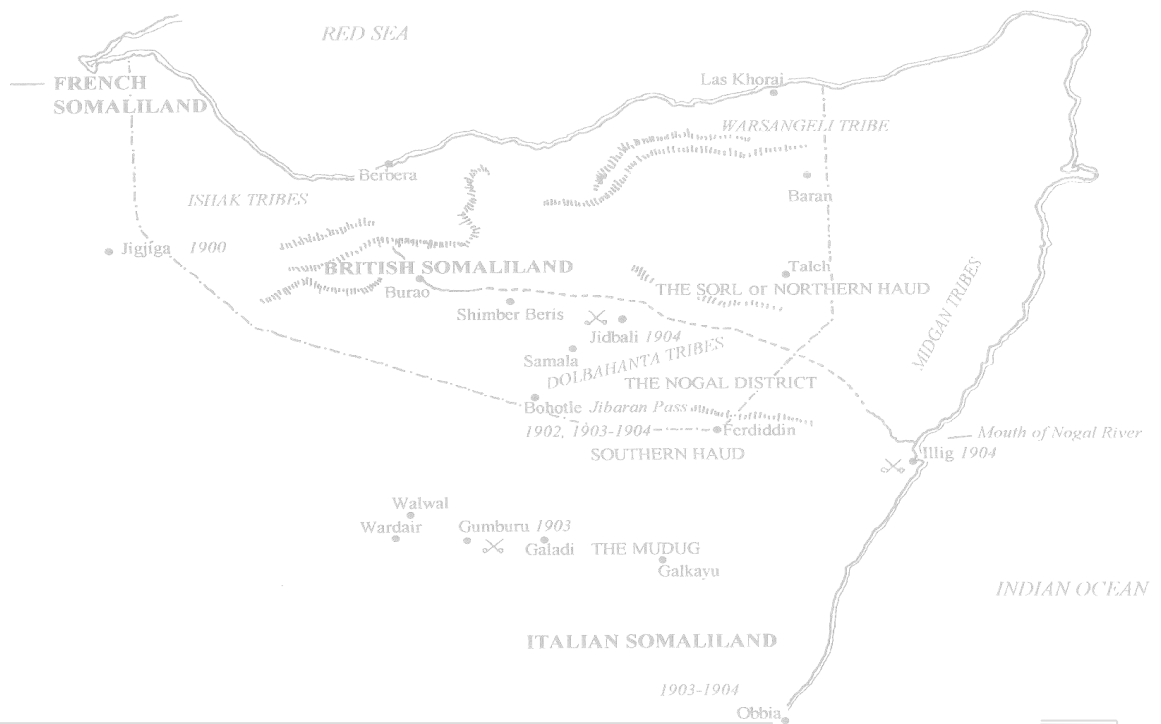 RED SEA
FRENCH
SOMALILAND
Las Khorai
WARSANGELI TRIBE
Berbera
ISHAK TRIBES
Baran
Jigjiga 1900
BRITISH SOMALILAND
Taleh
Burao
THE SORL or NORTHERN HAUD
MIDGAN TRIBES
Shimber Beris
Jidbali 1904
Samala
DOLBAHANTA TRIBES
THE NOGAL DISTRICT
Bohotle Jibaran Pass
1902, 1903-1904
Ferdiddin
Mouth of Nogal River
SOUTHERN HAUD
Illig 1904
Walwal
Wardair
Gumburu 1903
Galadi THE MUDUG
Galkayu
INDIAN OCEAN
ITALIAN SOMALILAND
1903-1904
Obbia